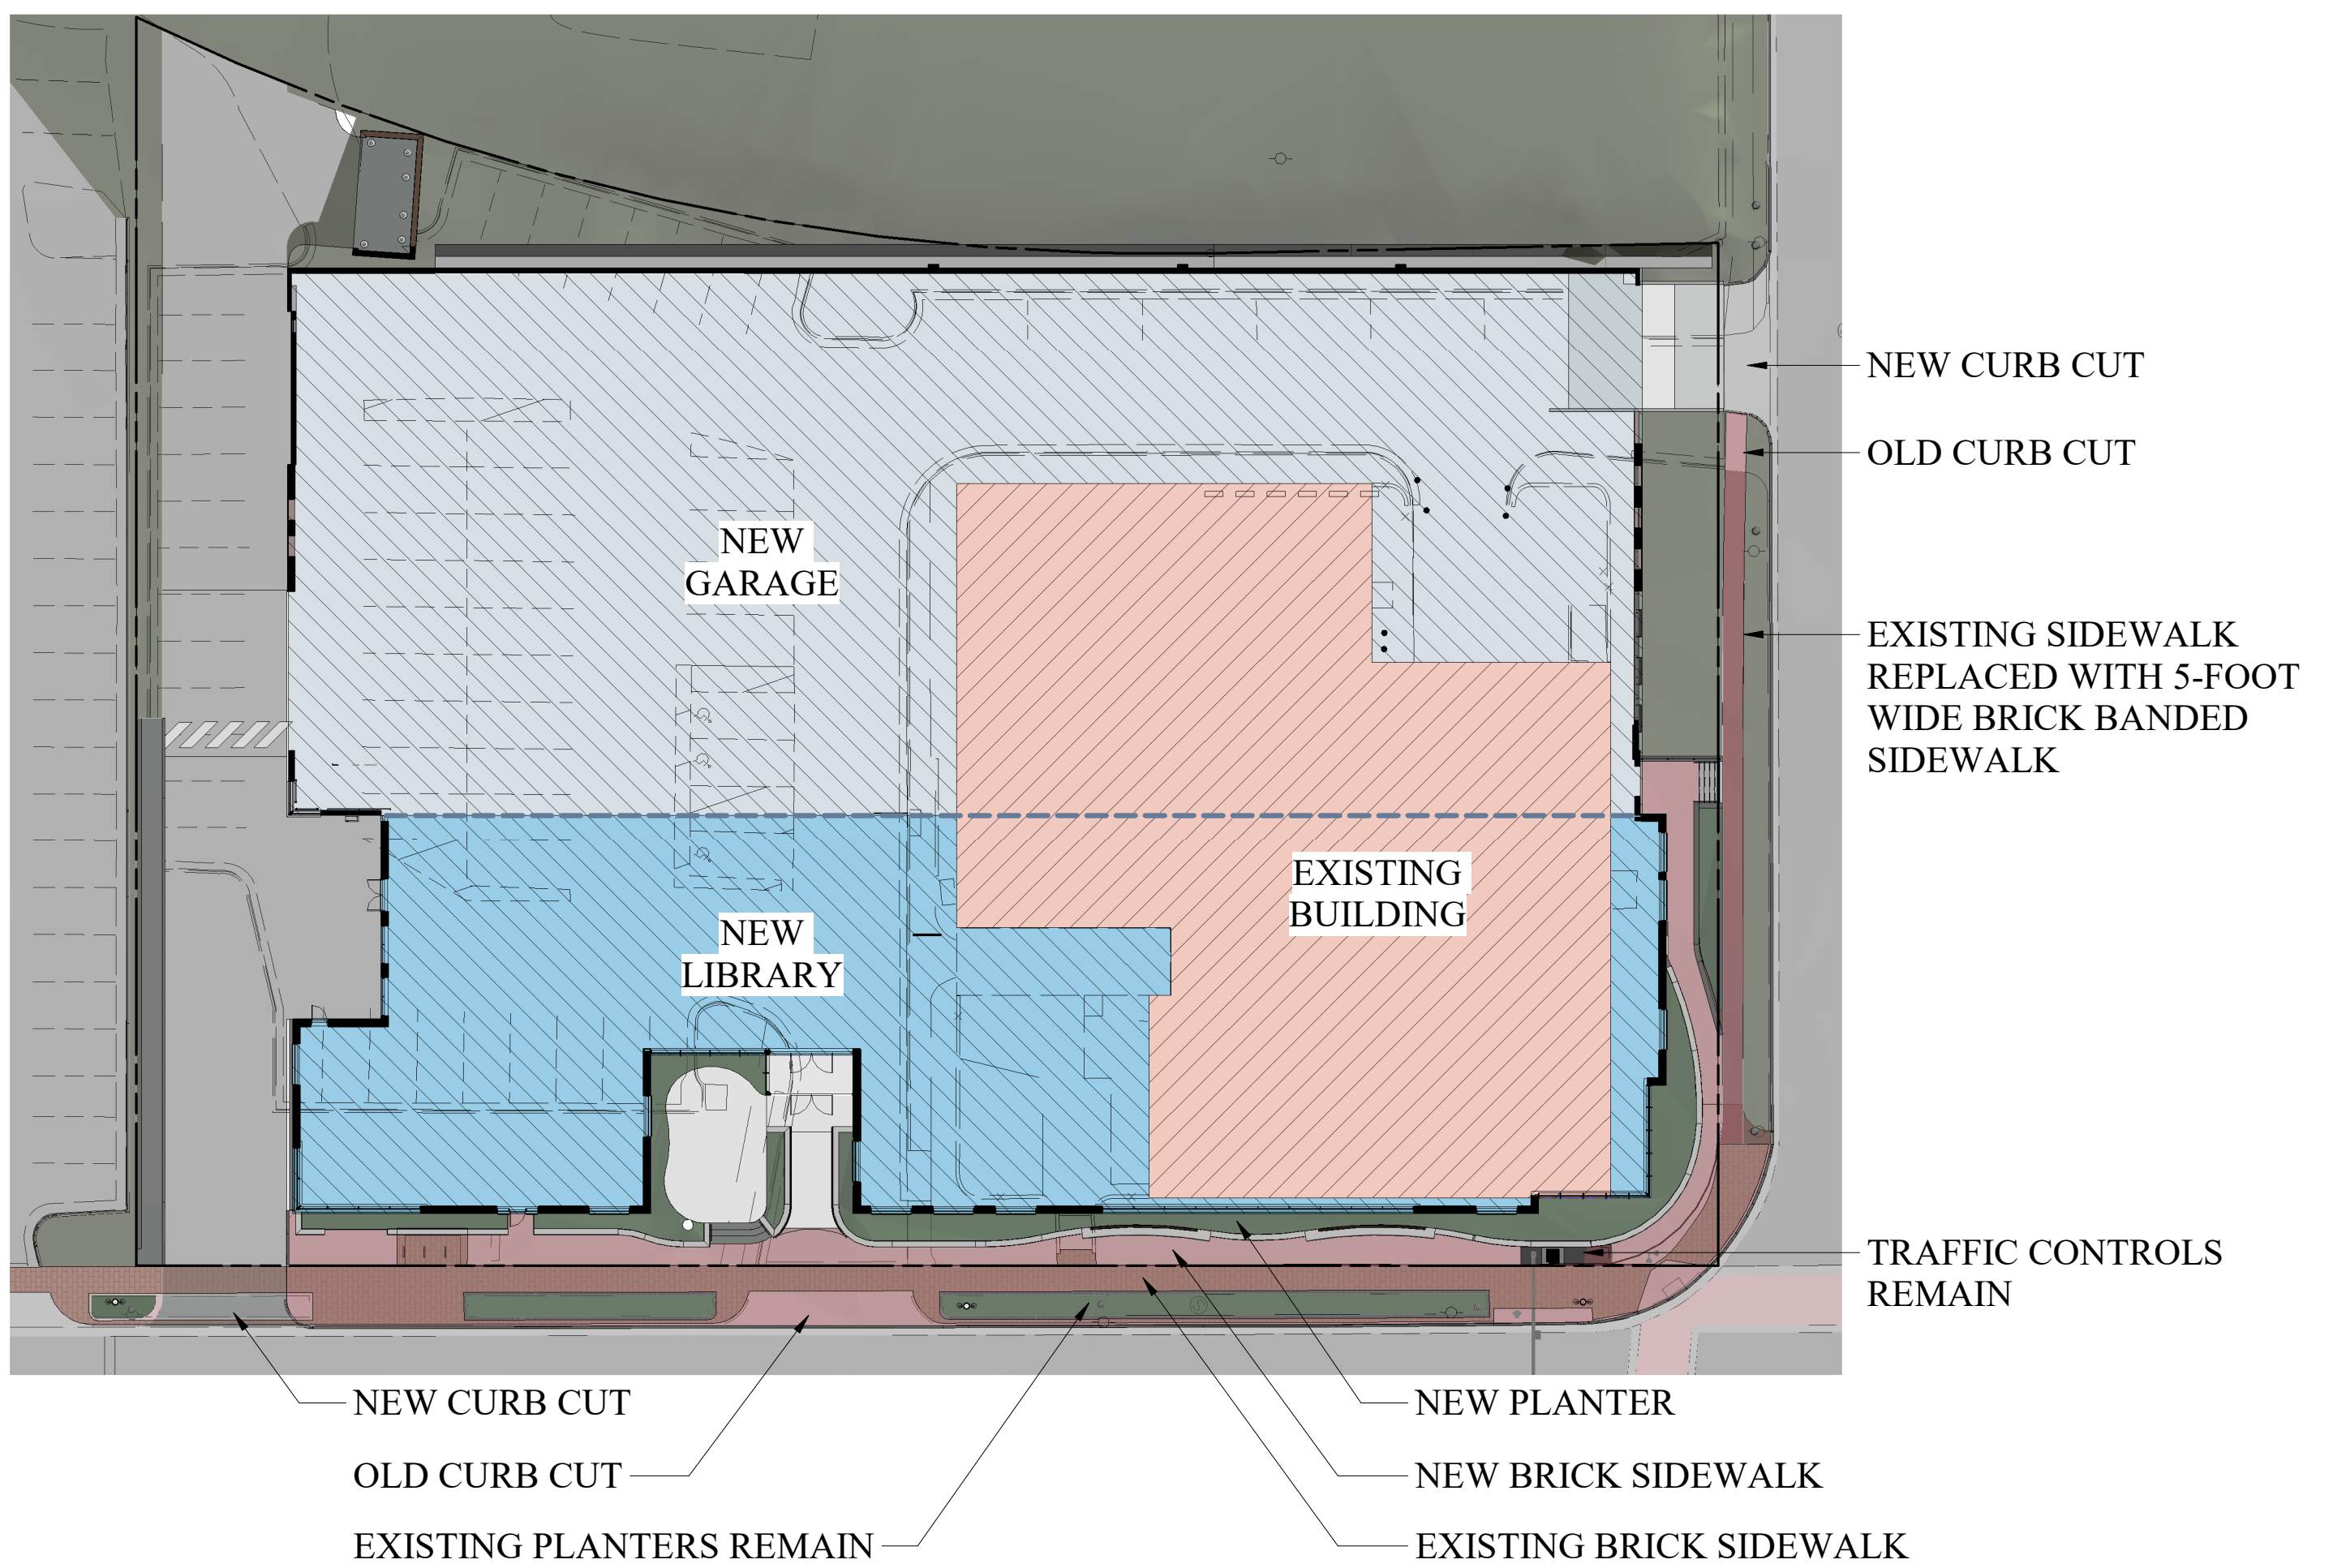 NEW CURB CUT
OLD CURB CUT
NEW
GARAGE
EXISTING SIDEWALK
REPLACED WITH 5-FOOT
WIDE BRICK BANDED
SIDEWALK
EXISTING
BUILDING
NEW
LIBRARY
TRAFFIC CONTROLS
REMAIN
NEW CURB CUT
NEW PLANTER
OLD CURB CUT
NEW BRICK SIDEWALK
EXISTING PLANTERS REMAIN
EXISTING BRICK SIDEWALK